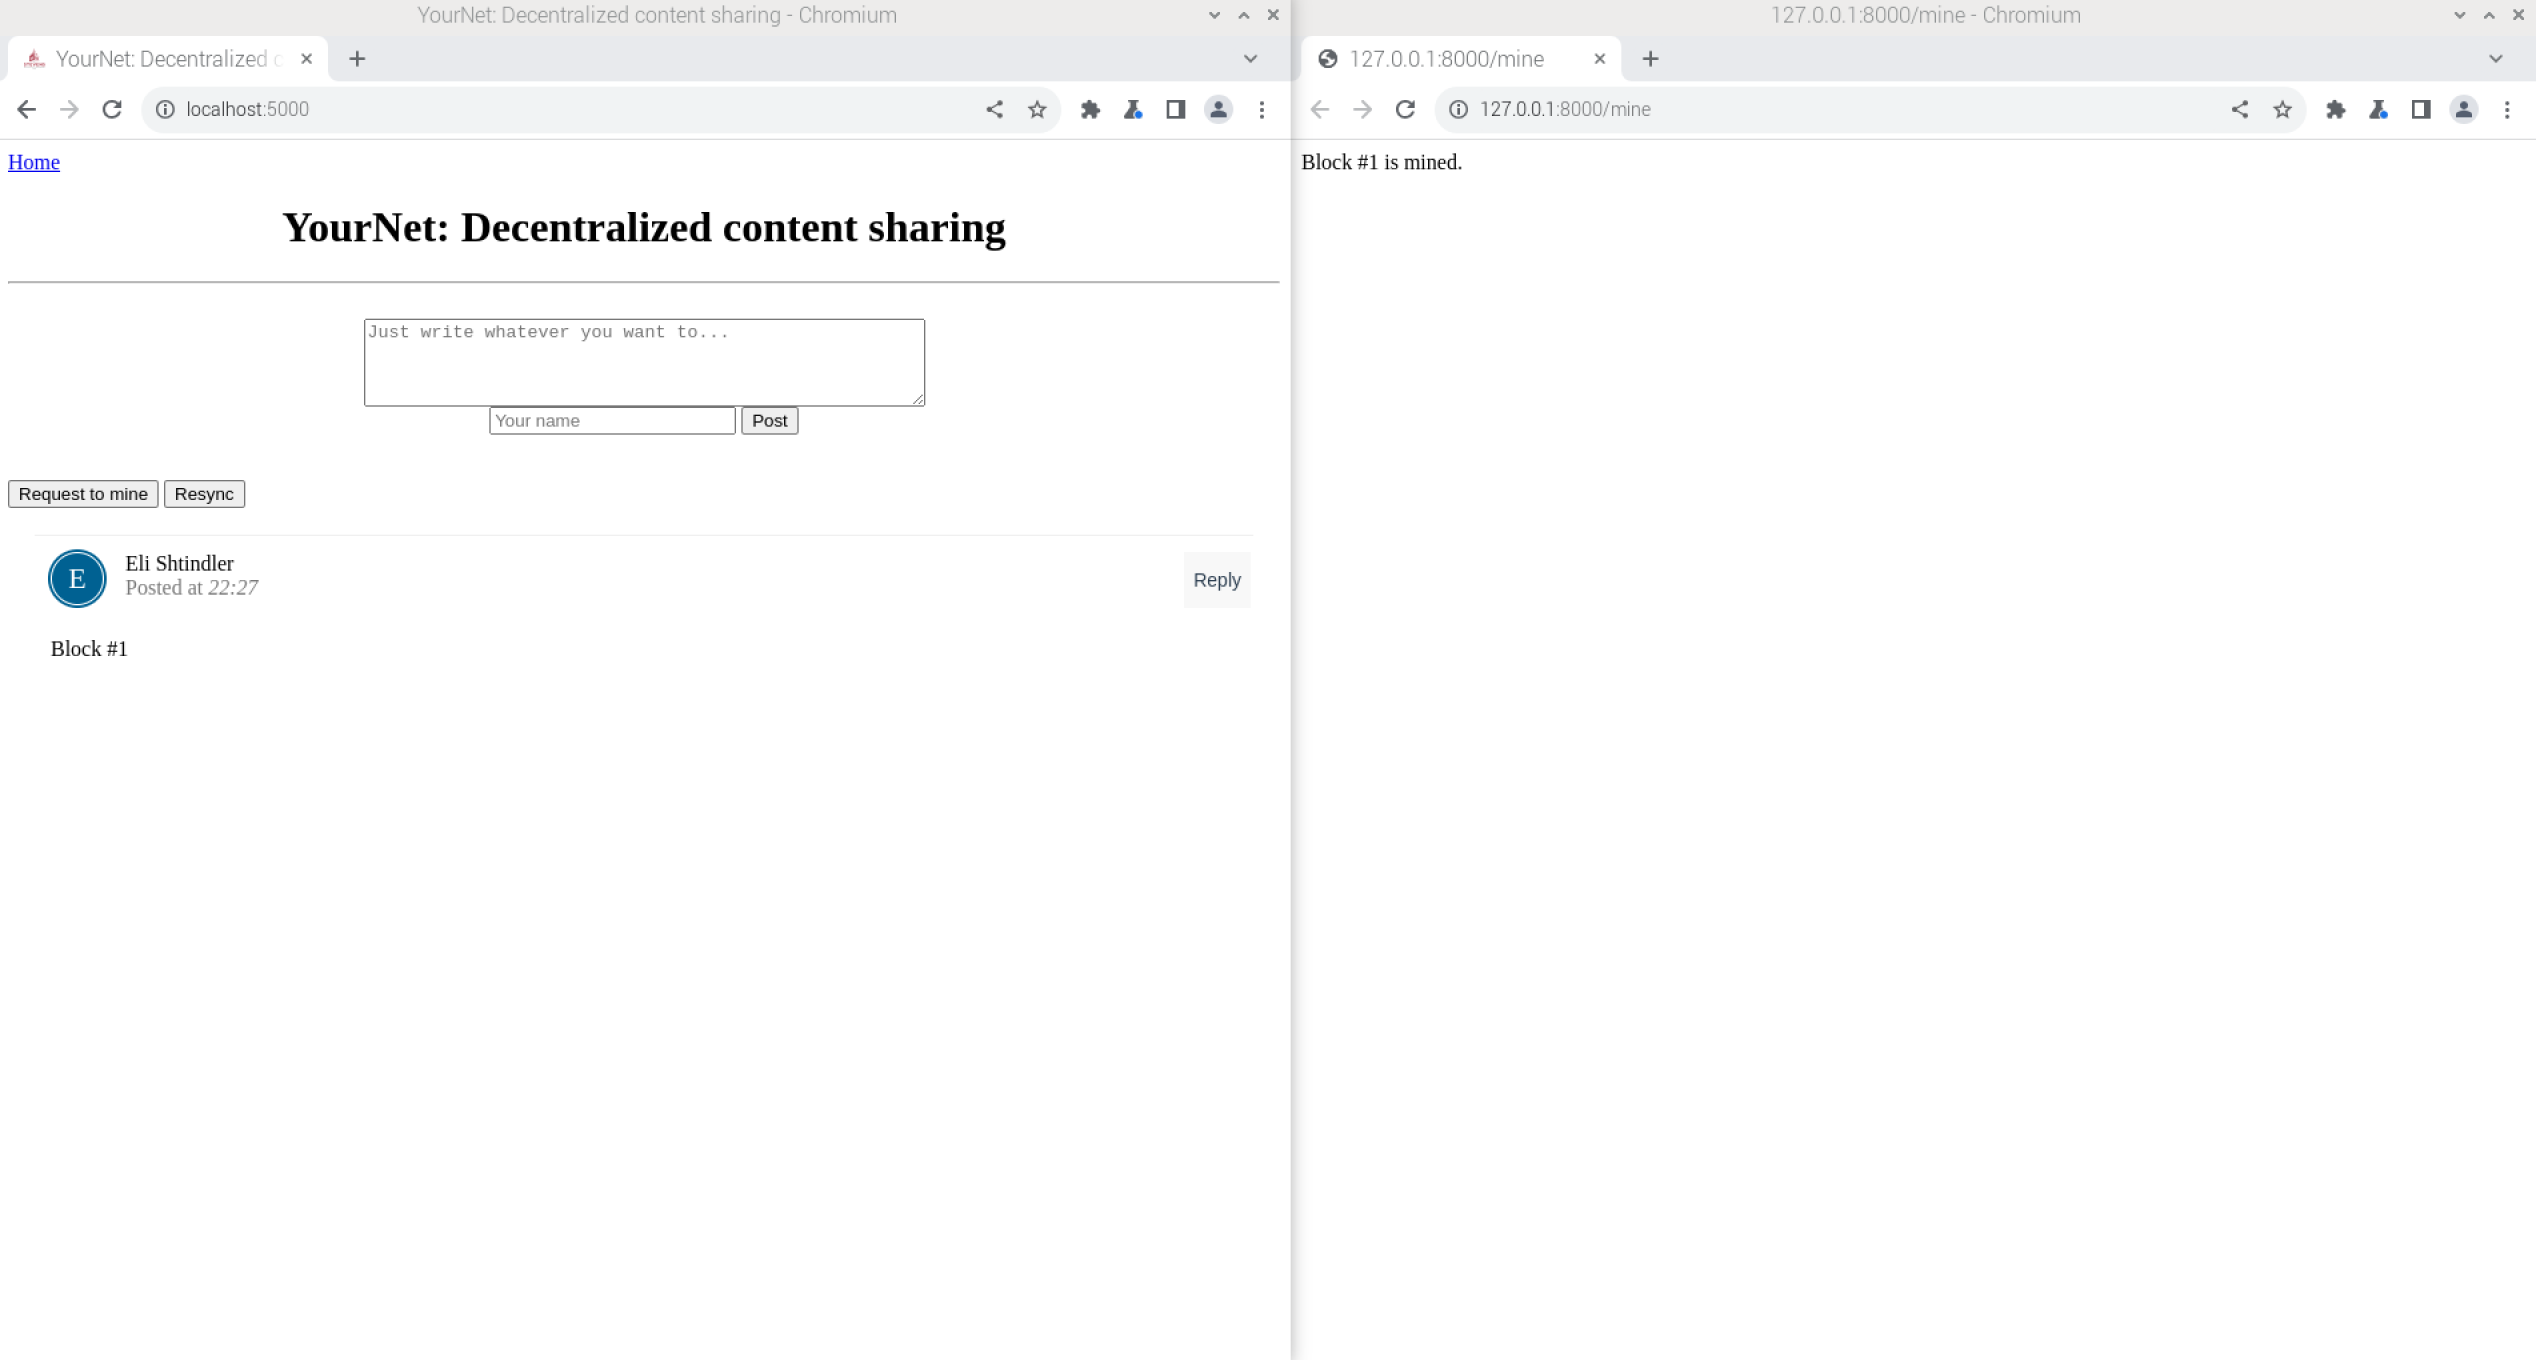 YourNet: Decentralized content sharing - Chromium
YourNet: Decentralized c
localhost:5000
Home
YourNet: Decentralized content sharing
Just write whatever you want to...
Your name Post
Request to mine Resync
E
Eli Shtindler
Posted at 22:27
Reply
Block #1
127.0.0.1:8000/mine - Chromium
127.0.0.1:8000/mine
127.0.0.1:8000/mine
Block #1 is mined.